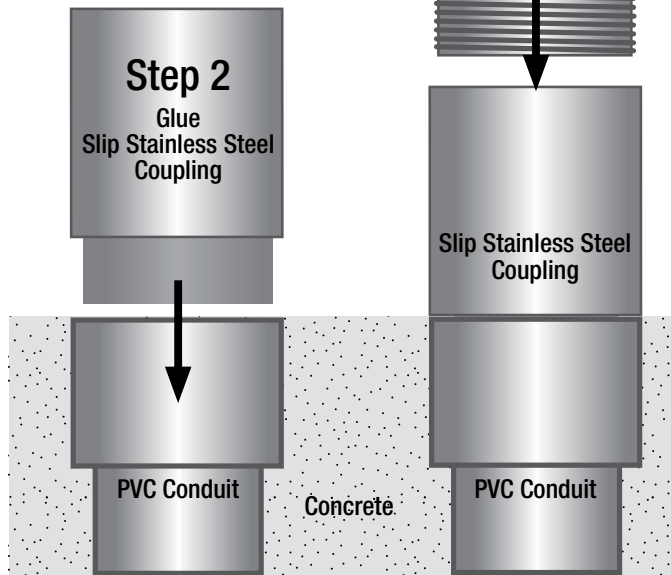 Step 2
Glue
Slip Stainless Steel
Coupling
Slip Stainless Steel
Coupling
PVC Conduit
Concrete
PVC Conduit